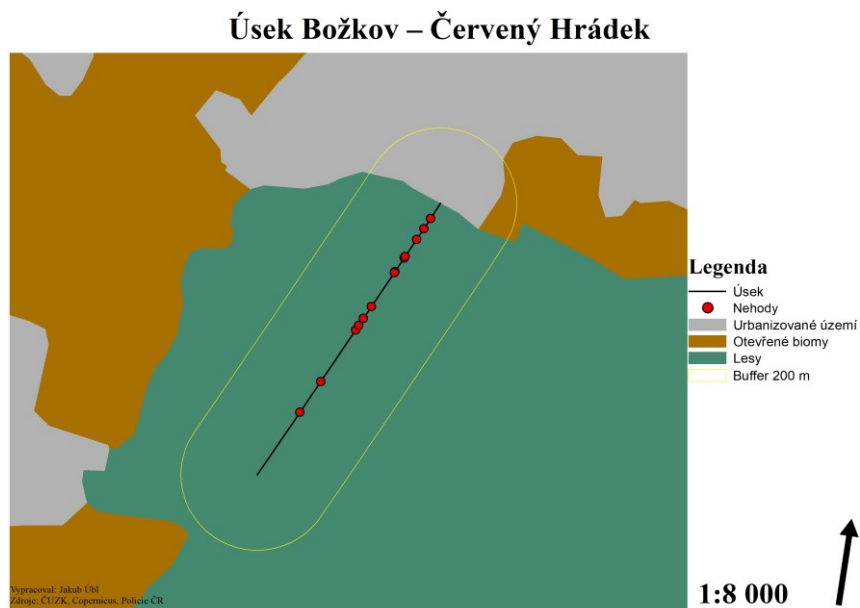 Úsek Božkov – Červený Hrádek
Legenda
Úsek
Nehody
Urbanizované území
Otevřené biomy
Lesy
Buffer 200 m
Vypracoval: Jakub Úbl
Zdroje: ČUZK, Copernicus, Policie ČR
1:8 000